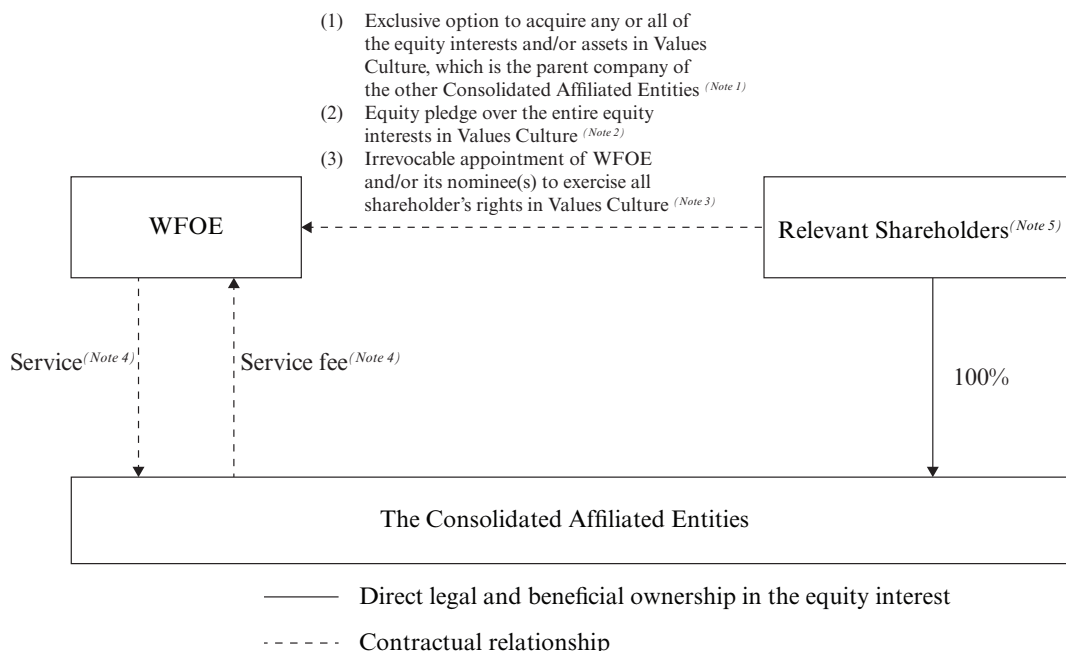 (1) Exclusive option to acquire any or all of
the equity interests and/or assets in Values
Culture, which is the parent company of
the other Consolidated Affiliated Entities (Note 1)
(2) Equity pledge over the entire equity
interests in Values Culture (Note 2)
(3) Irrevocable appointment of WFOE
and/or its nominee(s) to exercise all
shareholder's rights in Values Culture (Note 3)
WFOE
Relevant Shareholders(Note 5)
Service(Note 4)
Service fee(Note 4)
100%
The Consolidated Affiliated Entities
Direct legal and beneficial ownership in the equity interest
Contractual relationship